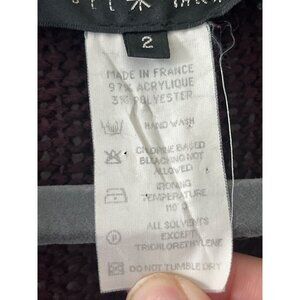 2
MADE IN FRANCE
97% ACRYLIQUE
3% POLYESTER
HAND WASH
CLORINE BASED
BLEACHING NOT
ALLOWED
IRONING
TEMPERATURE
110°C
ALL SOLVENTS
EXCEPT
TRICHLORETHYLENE
DO NOT TUMBLE DRY